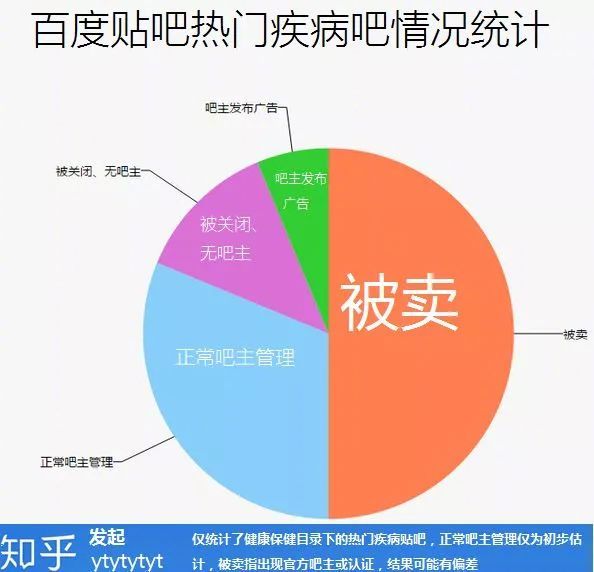 百度贴吧热门疾病吧情况统计
吧主发布广告
被关闭、无吧主
吧主发布
广告
被关闭、
无吧主
被卖
被卖
正常吧主管理
正常吧主管理
知乎
发起
ytytytyt
仅统计了健康保健目录下的热门疾病贴吧，正常吧主管理仅为初步估
计，被卖指出现官方吧主或认证，结果可能有偏差